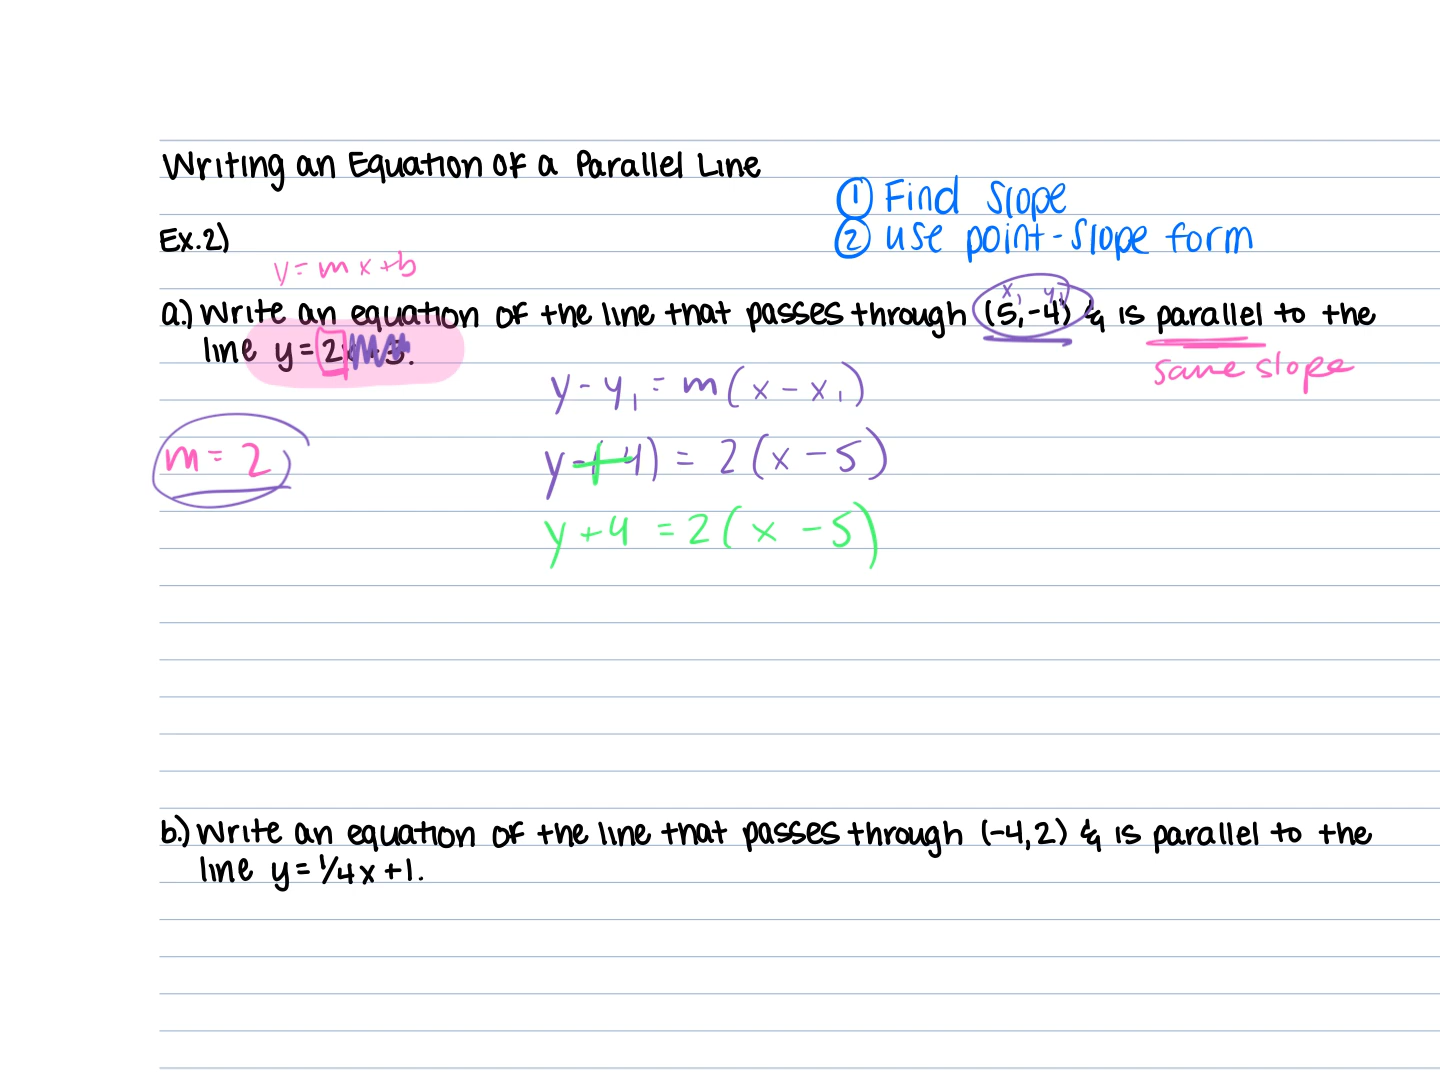 Writing an Equation of a Parallel Line
① Find slope
Ex.2)
② use point-slope form
y = mx+b
x₁ y₁
a.) Write an equation of the line that passes through (5,-4) & is parallel to the
line y = 2
same slope
y - y₁ = m(x - x₁)
m = 2
y-(-4) = 2(x-5)
y+4 = 2(x-5)
b.) Write an equation of the line that passes through (-4,2) & is parallel to the
line y = 1/4x +1.